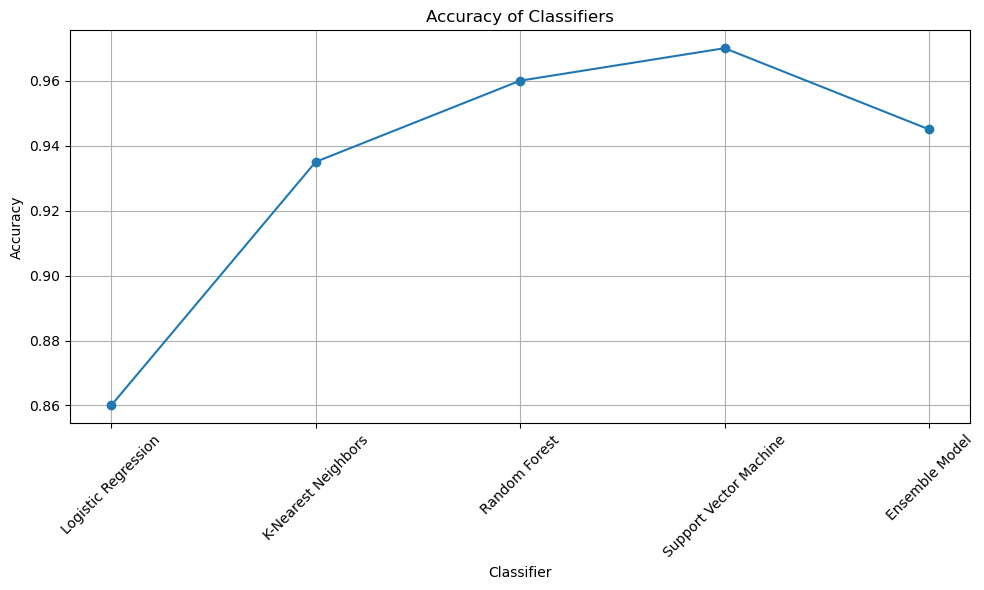 Accuracy of Classifiers
Accuracy
0.96
0.94
0.92
0.90
0.88
0.86
Logistic Regression
K-Nearest Neighbors
Random Forest
Support Vector Machine
Ensemble Model
Classifier